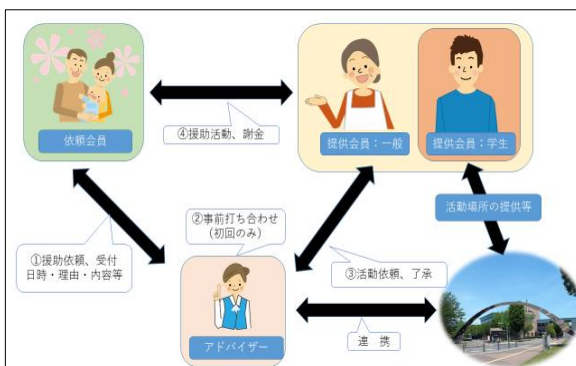 依頼会員
④援助活動、謝金
提供会員：一般
提供会員：学生
活動場所の提供等
①援助依頼、受付
日時・理由・内容等
②事前打ち合わせ
（初回のみ）
③活動依頼、了承
アドバイザー
連　携